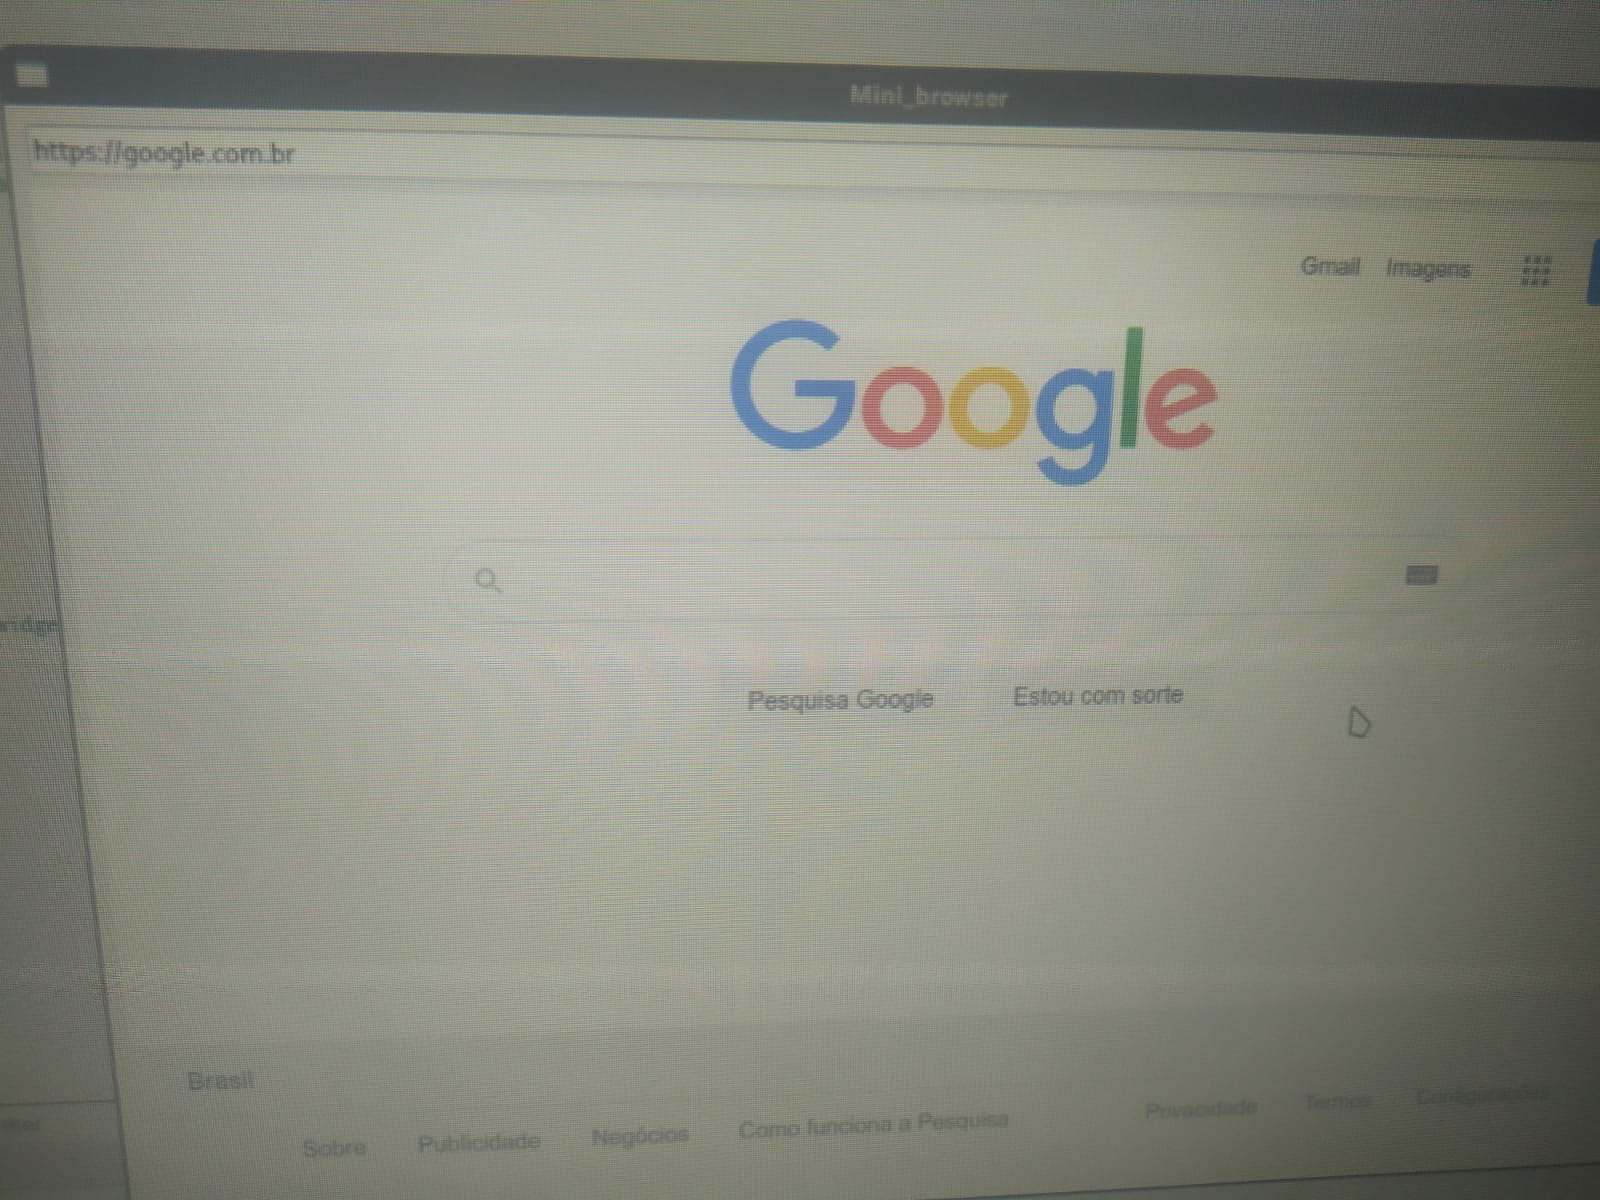 Mini_browser
https://google.com.br
Gmail Imagens
Google
Pesquisa Google Estou com sorte
Brasil
Sobre Publicidade Negócios Como funciona a Pesquisa Privacidade Termos Configurações